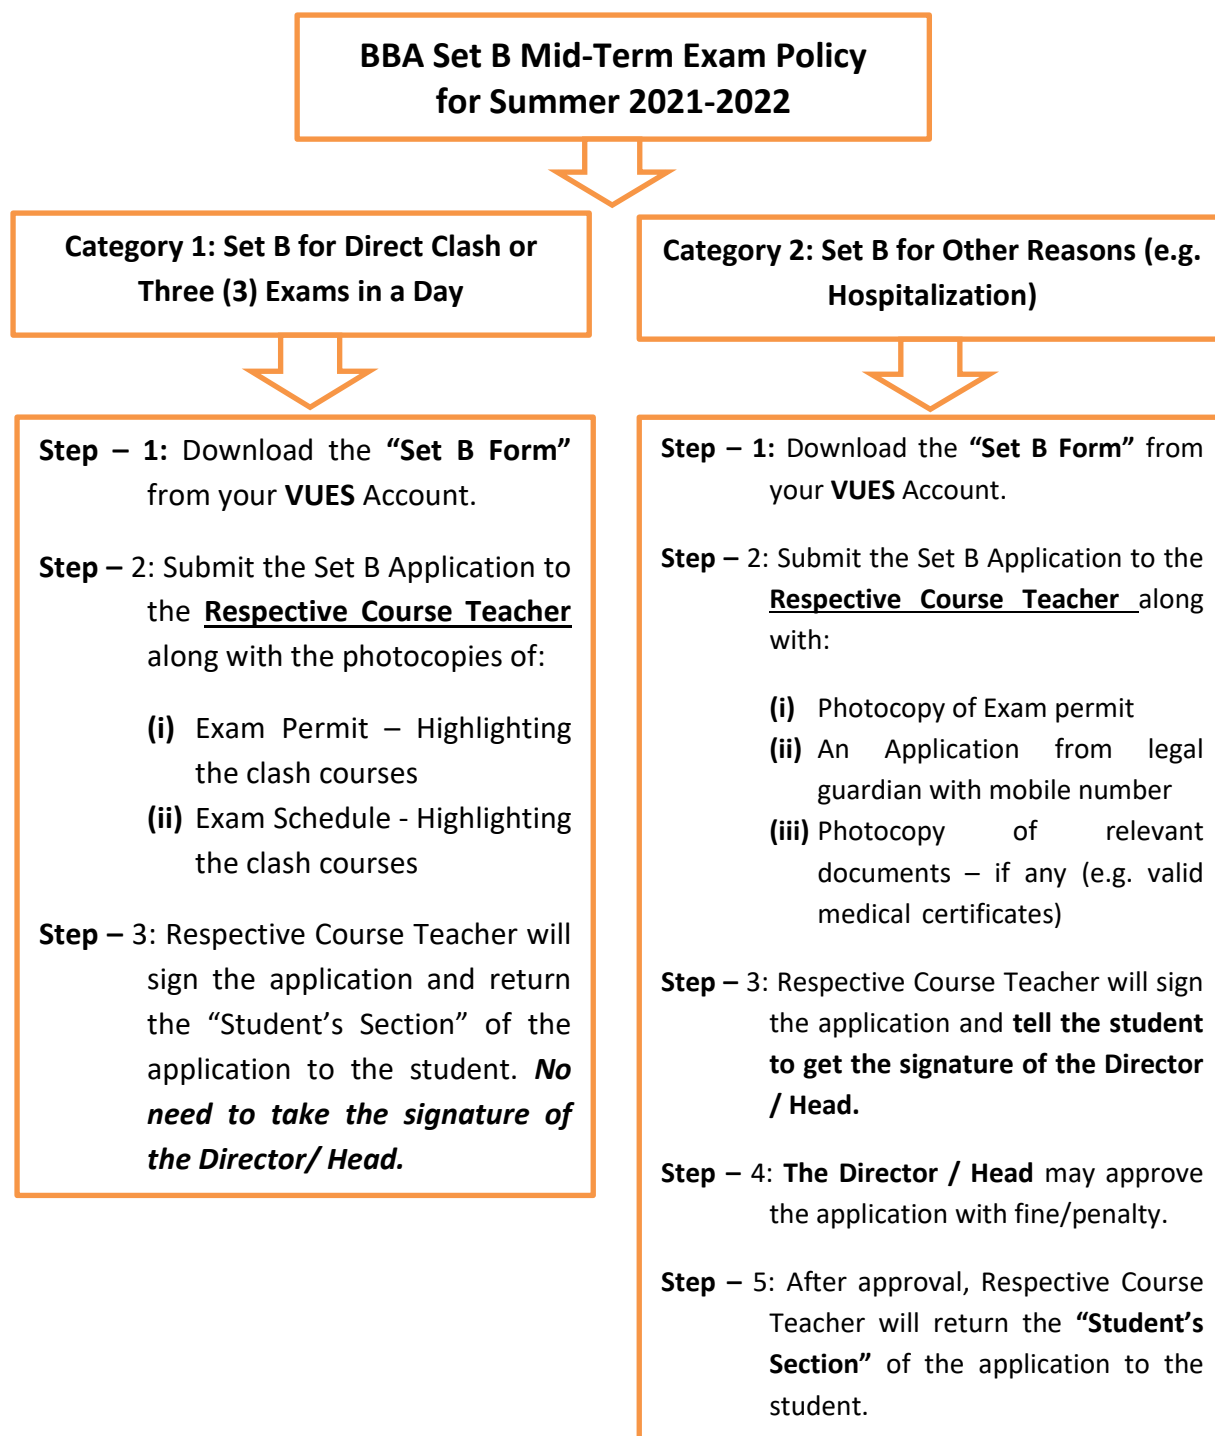 BBA Set B Mid-Term Exam Policy
for Summer 2021-2022
Category 1: Set B for Direct Clash or
Three (3) Exams in a Day
Step – 1: Download the “Set B Form”
from your VUES Account.
Step – 2: Submit the Set B Application to
the Respective Course Teacher
along with the photocopies of:
(i) Exam Permit – Highlighting
the clash courses
(ii) Exam Schedule - Highlighting
the clash courses
Step – 3: Respective Course Teacher will
sign the application and return
the “Student’s Section” of the
application to the student. No
need to take the signature of
the Director/ Head.
Category 2: Set B for Other Reasons (e.g.
Hospitalization)
Step – 1: Download the “Set B Form” from
your VUES Account.
Step – 2: Submit the Set B Application to the
Respective Course Teacher along
with:
(i) Photocopy of Exam permit
(ii) An Application from legal
guardian with mobile number
(iii) Photocopy of relevant
documents – if any (e.g. valid
medical certificates)
Step – 3: Respective Course Teacher will sign
the application and tell the student
to get the signature of the Director
/ Head.
Step – 4: The Director / Head may approve
the application with fine/penalty.
Step – 5: After approval, Respective Course
Teacher will return the “Student’s
Section” of the application to the
student.